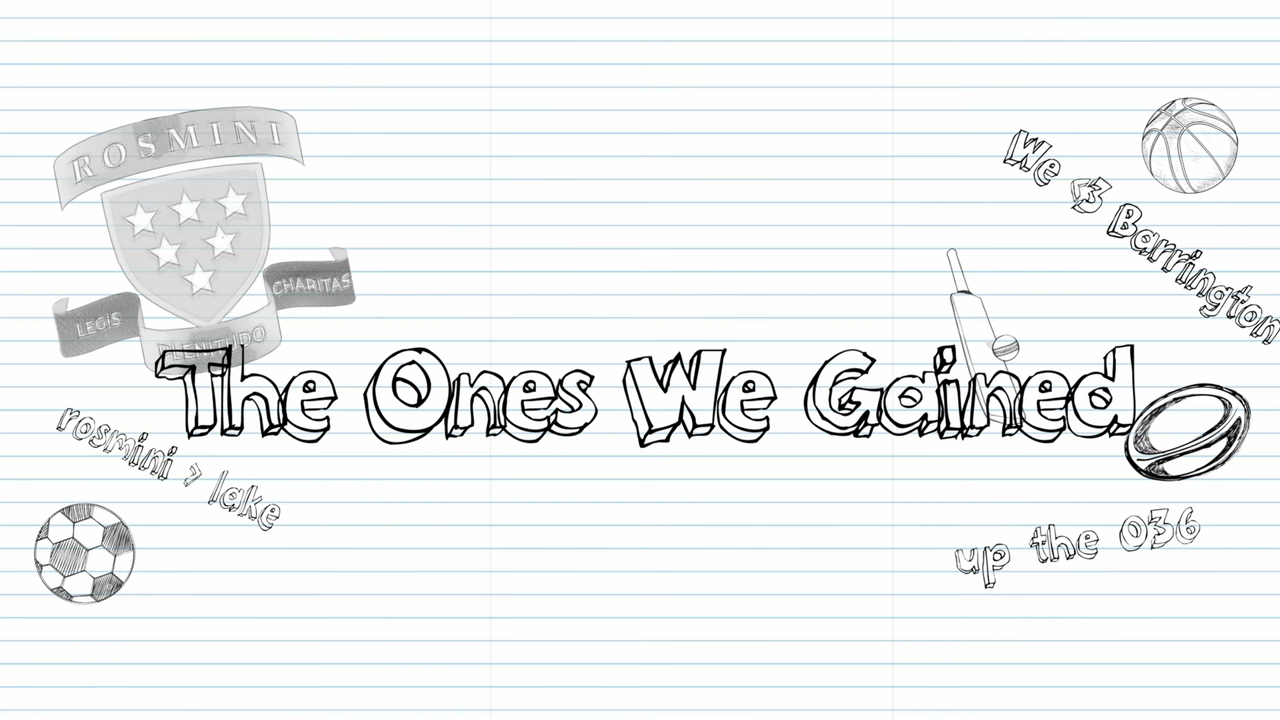 ROSMINI
LEGIS
PLENITUDO
CHARITAS
We <3 Barrington
The Ones We Gained
rosmini > lake
up the 036